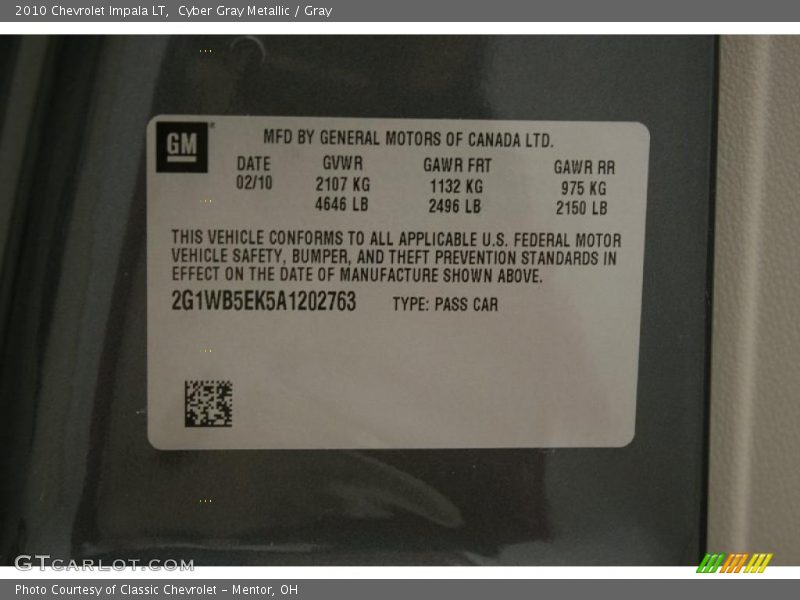 2010 Chevrolet Impala LT, Cyber Gray Metallic / Gray
GM
MFD BY GENERAL MOTORS OF CANADA LTD.
DATE GVWR GAWR FRT GAWR RR
02/10 2107 KG 1132 KG 975 KG
4646 LB 2496 LB 2150 LB
THIS VEHICLE CONFORMS TO ALL APPLICABLE U.S. FEDERAL MOTOR
VEHICLE SAFETY, BUMPER, AND THEFT PREVENTION STANDARDS IN
EFFECT ON THE DATE OF MANUFACTURE SHOWN ABOVE.
2G1WB5EK5A1202763 TYPE: PASS CAR
GTCARLOT.COM
Photo Courtesy of Classic Chevrolet - Mentor, OH